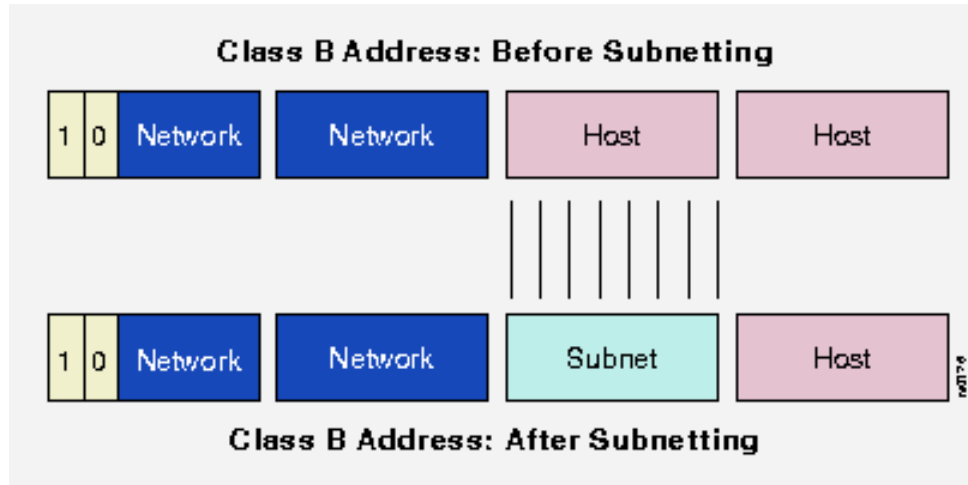 Class B Address: Before Subnetting
1 0 Network Network Host Host
1 0 Network Network Subnet Host
Class B Address: After Subnetting